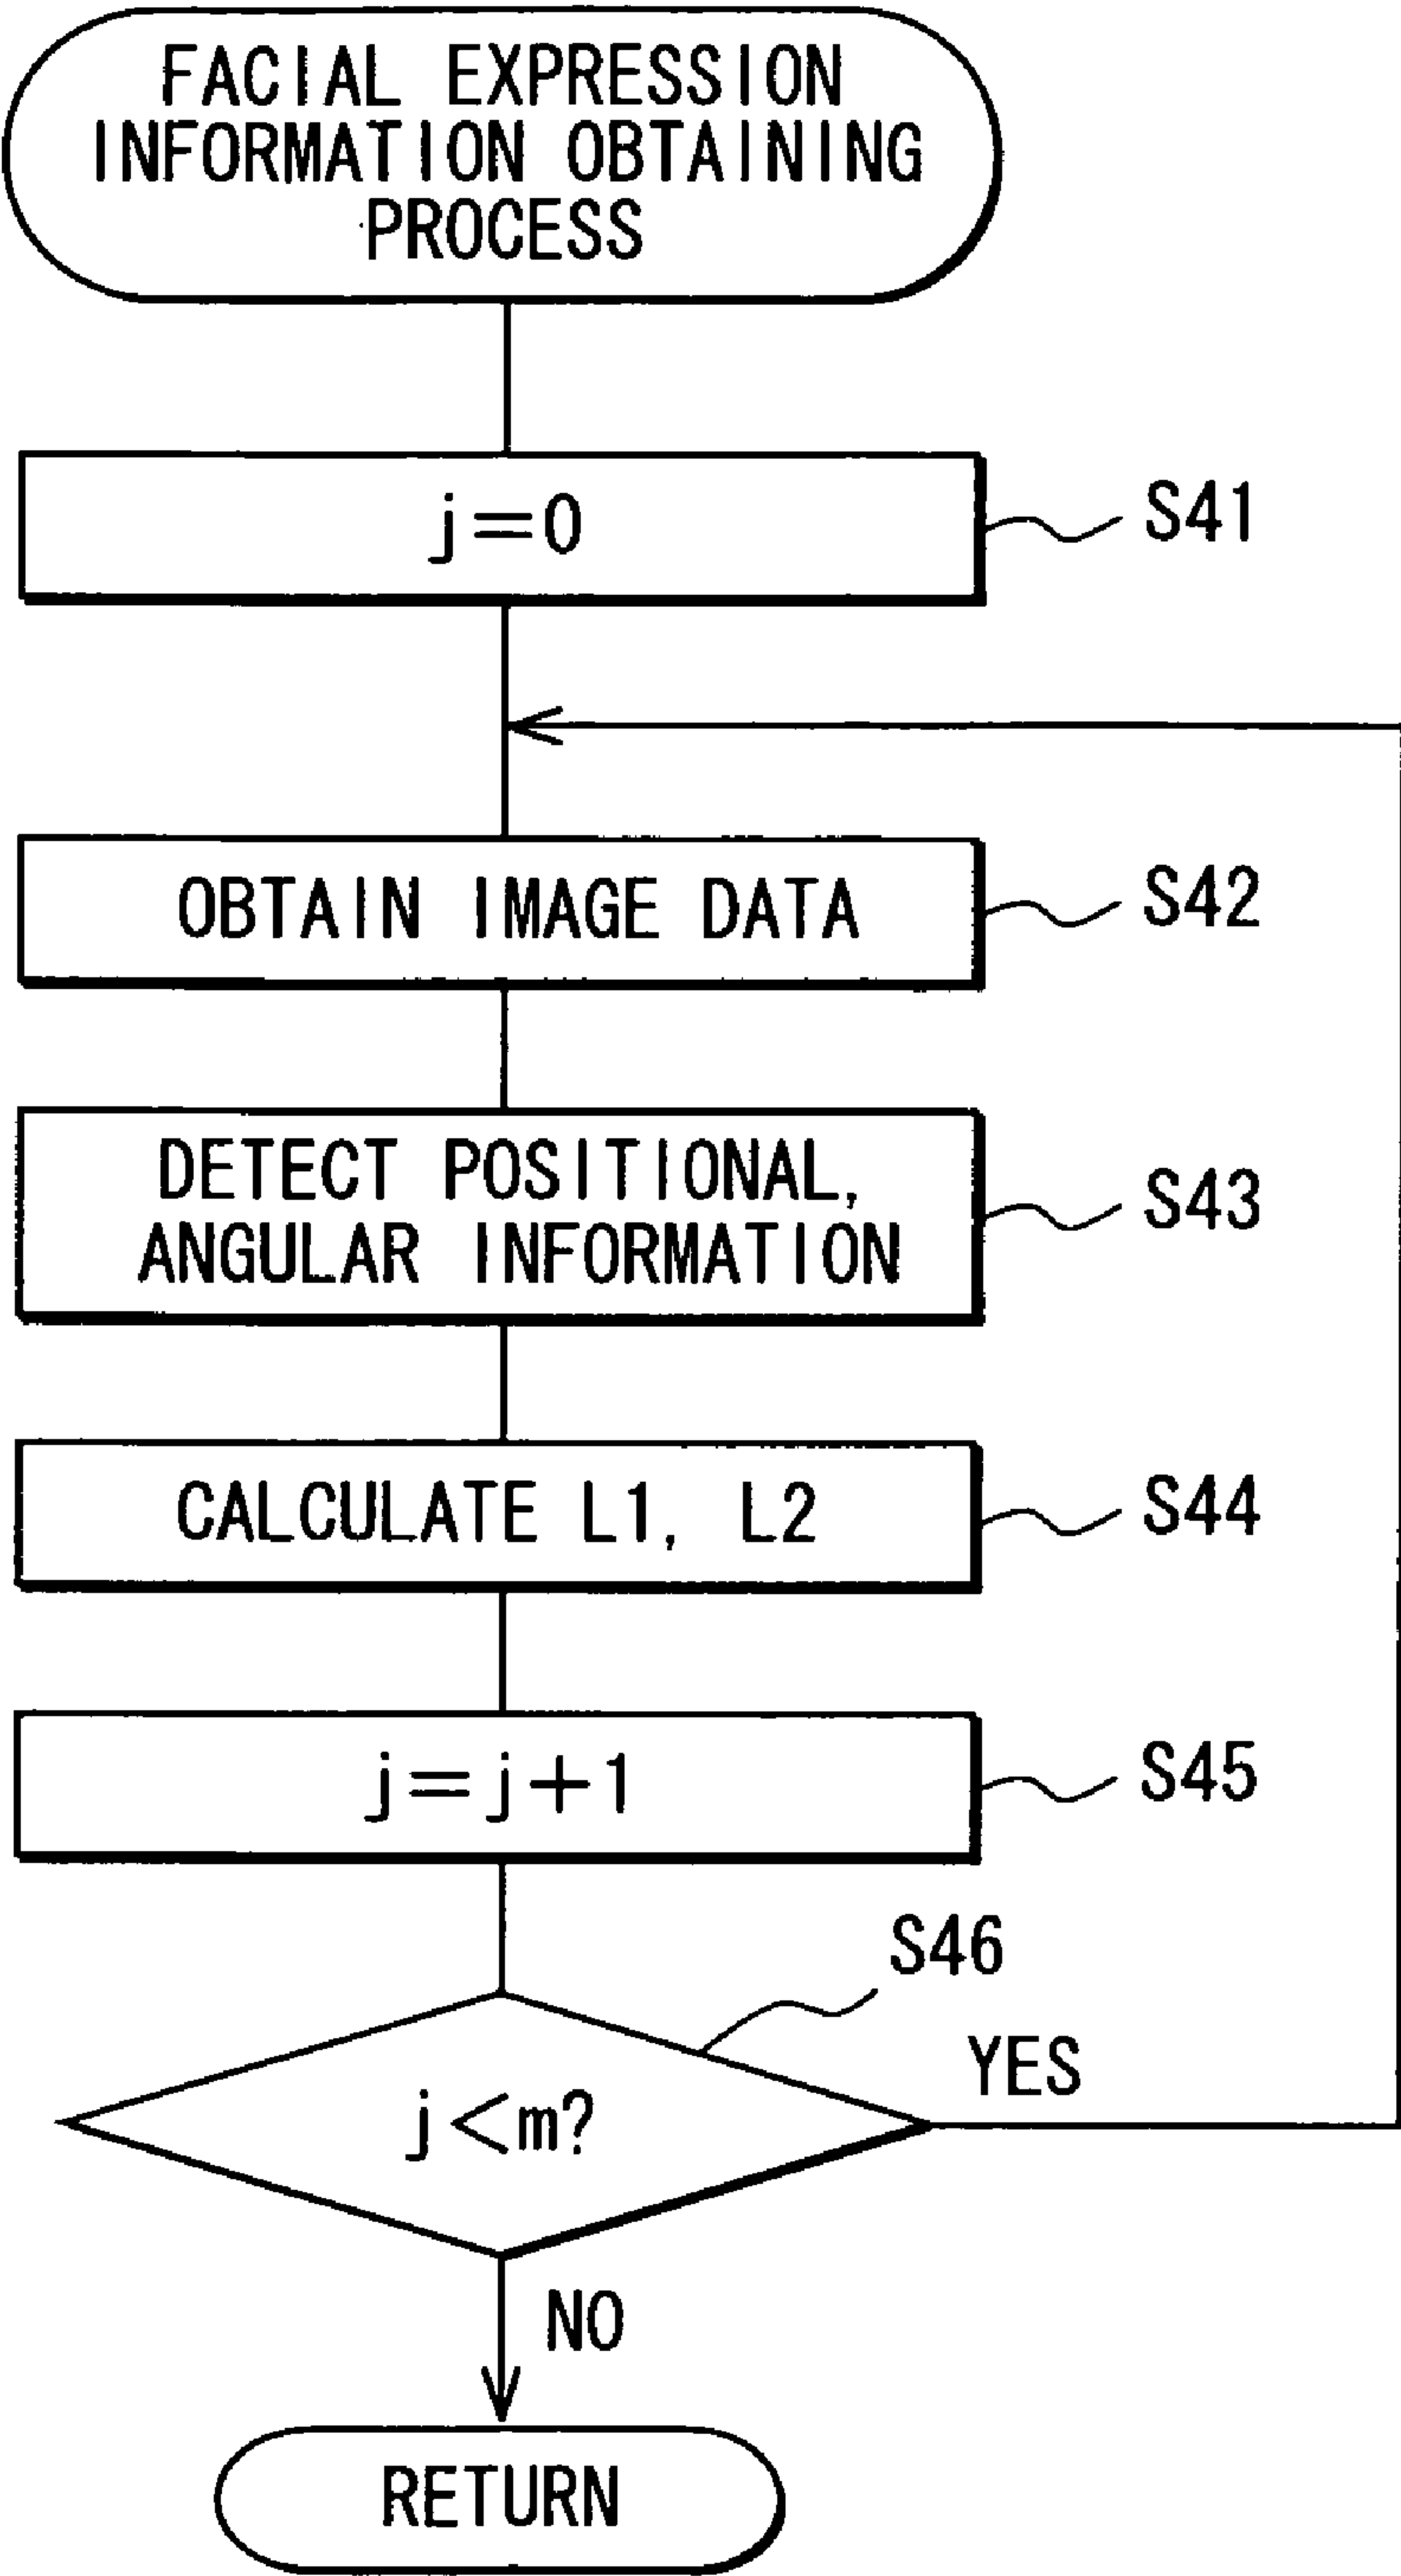 FACIAL EXPRESSION
INFORMATION OBTAINING
PROCESS
j=0
S41
OBTAIN IMAGE DATA
S42
DETECT POSITIONAL,
ANGULAR INFORMATION
S43
CALCULATE L1, L2
S44
j=j+1
S45
S46
j<m?
YES
NO
RETURN